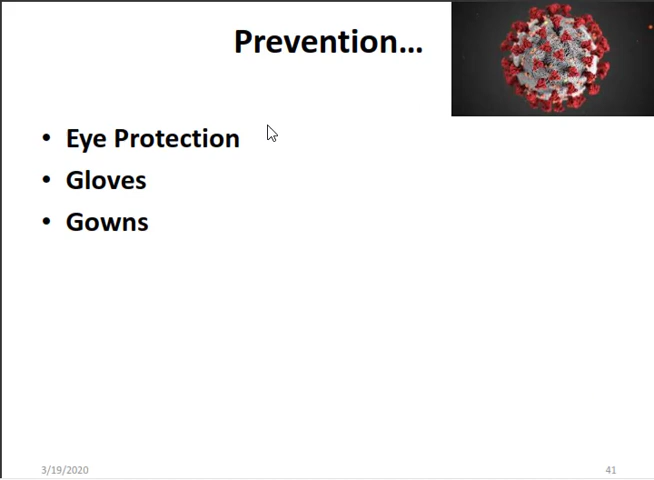 Prevention...
• Eye Protection
• Gloves
• Gowns
3/19/2020
41